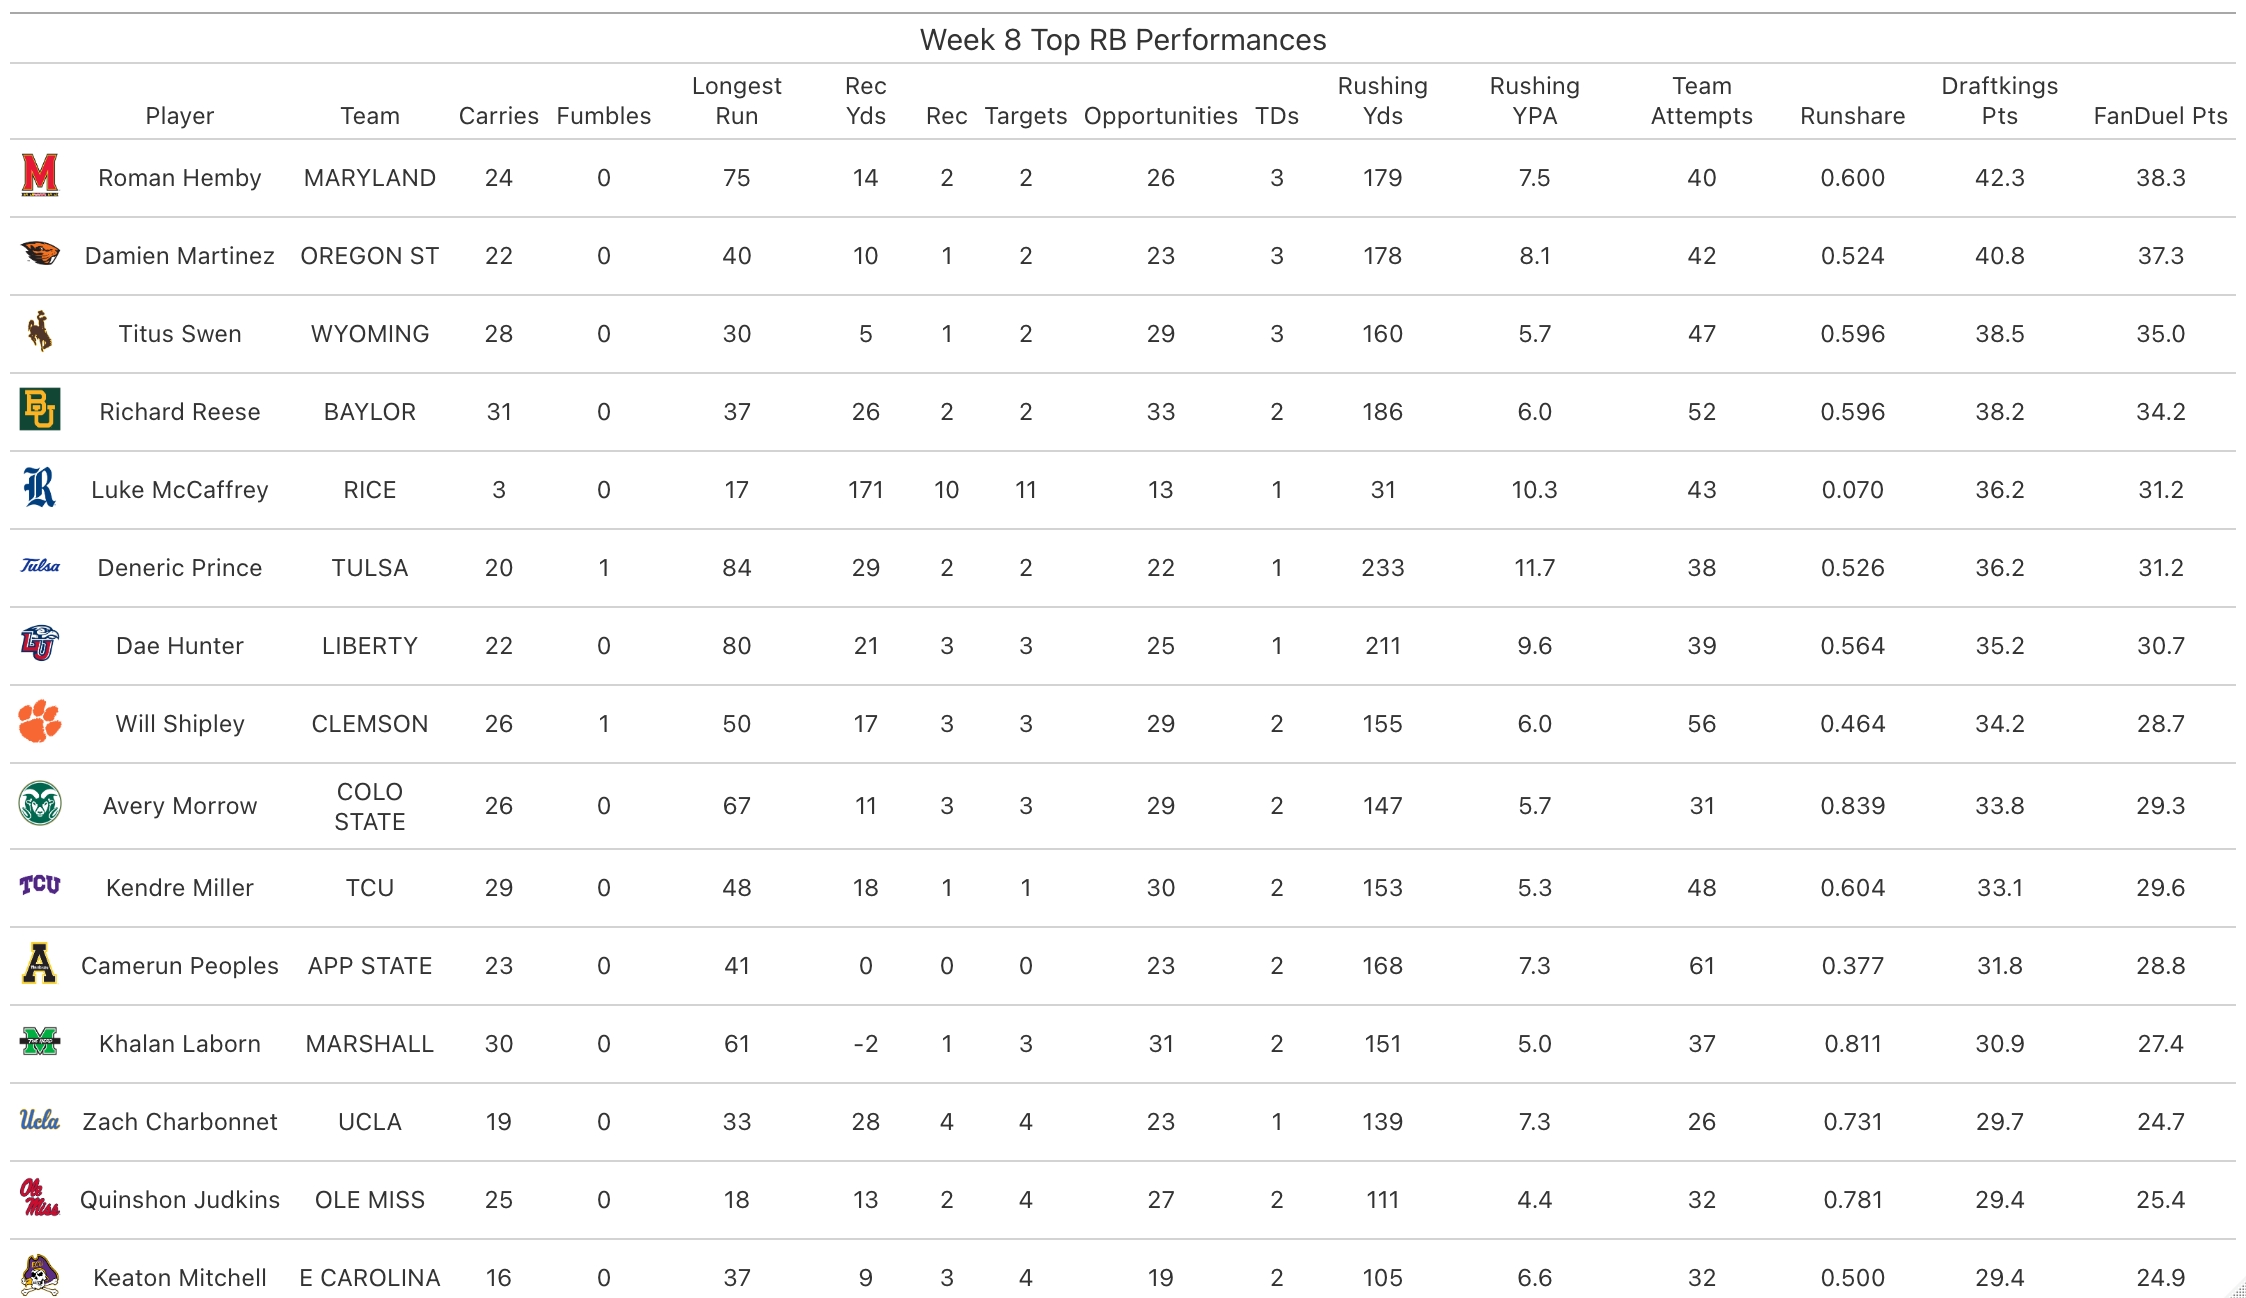 Week 8 Top RB Performances
Player Team Carries Fumbles Longest Run Rec Yds Rec Targets Opportunities TDs Rushing Yds Rushing YPA Team Attempts Runshare Draftkings Pts FanDuel Pts
M Roman Hemby MARYLAND 24 0 75 14 2 2 26 3 179 7.5 40 0.600 42.3 38.3
Damien Martinez OREGON ST 22 0 40 10 1 2 23 3 178 8.1 42 0.524 40.8 37.3
Titus Swen WYOMING 28 0 30 5 1 2 29 3 160 5.7 47 0.596 38.5 35.0
BU Richard Reese BAYLOR 31 0 37 26 2 2 33 2 186 6.0 52 0.596 38.2 34.2
R Luke McCaffrey RICE 3 0 17 171 10 11 13 1 31 10.3 43 0.070 36.2 31.2
Tulsa Deneric Prince TULSA 20 1 84 29 2 2 22 1 233 11.7 38 0.526 36.2 31.2
LU Dae Hunter LIBERTY 22 0 80 21 3 3 25 1 211 9.6 39 0.564 35.2 30.7
Will Shipley CLEMSON 26 1 50 17 3 3 29 2 155 6.0 56 0.464 34.2 28.7
Avery Morrow COLO STATE 26 0 67 11 3 3 29 2 147 5.7 31 0.839 33.8 29.3
TCU Kendre Miller TCU 29 0 48 18 1 1 30 2 153 5.3 48 0.604 33.1 29.6
A Camerun Peoples APP STATE 23 0 41 0 0 0 23 2 168 7.3 61 0.377 31.8 28.8
M Khalan Laborn MARSHALL 30 0 61 -2 1 3 31 2 151 5.0 37 0.811 30.9 27.4
Ucla Zach Charbonnet UCLA 19 0 33 28 4 4 23 1 139 7.3 26 0.731 29.7 24.7
Ole Miss Quinshon Judkins OLE MISS 25 0 18 13 2 4 27 2 111 4.4 32 0.781 29.4 25.4
Keaton Mitchell E CAROLINA 16 0 37 9 3 4 19 2 105 6.6 32 0.500 29.4 24.9